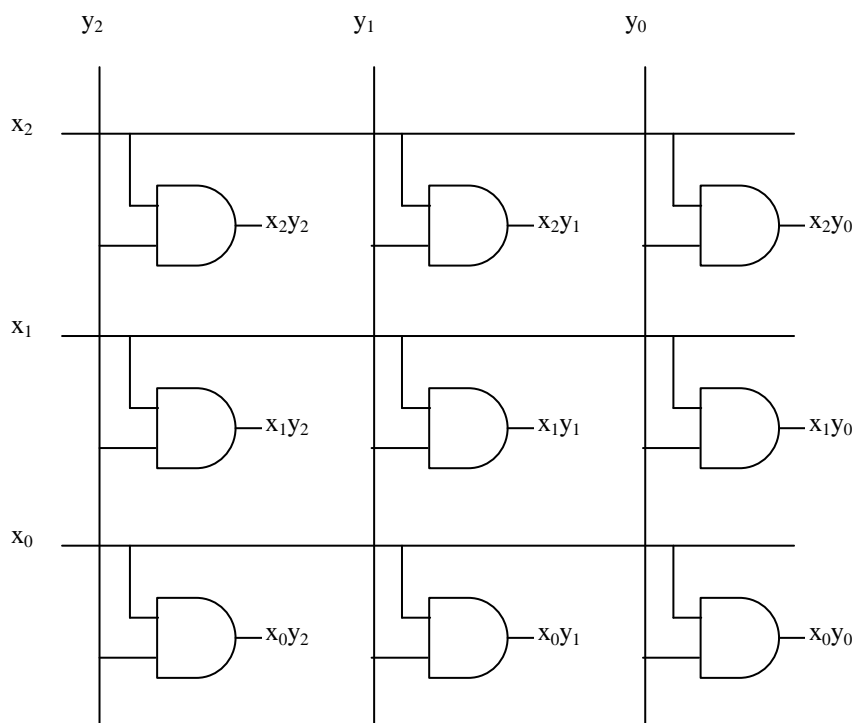 y₂ y₁ y₀
x₂
x₂y₂ x₂y₁ x₂y₀
x₁
x₁y₂ x₁y₁ x₁y₀
x₀
x₀y₂ x₀y₁ x₀y₀